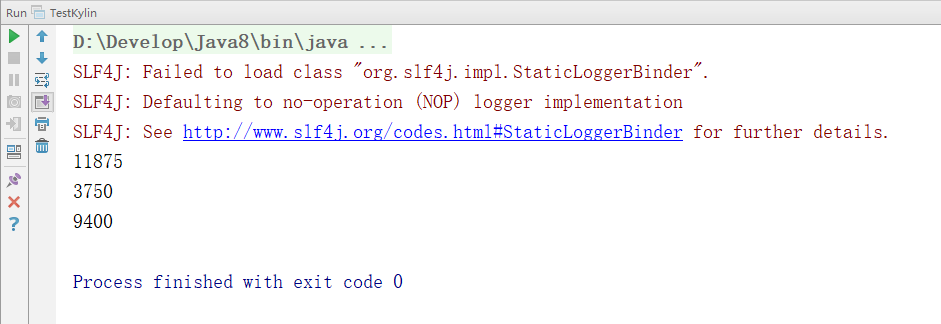 Run TestKylin
D:\Develop\Java8\bin\java ...
SLF4J: Failed to load class "org.slf4j.impl.StaticLoggerBinder".
SLF4J: Defaulting to no-operation (NOP) logger implementation
SLF4J: See http://www.slf4j.org/codes.html#StaticLoggerBinder for further details.
11875
3750
9400
Process finished with exit code 0